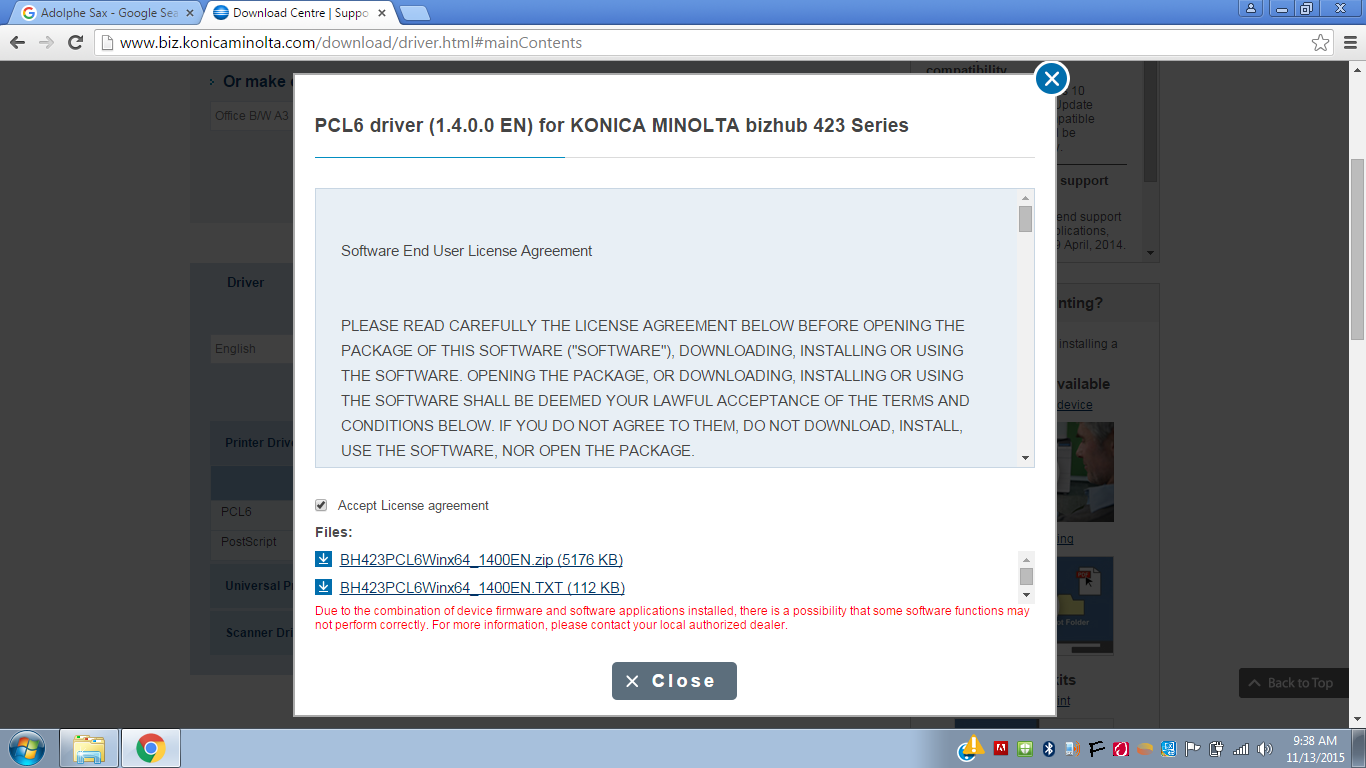 Adolphe Sax - Google Sea
Download Centre | Suppo
www.biz.konicaminolta.com/download/driver.html#mainContents
Or make
Office B/W A3
Driver
English
Printer Driv
PCL6
PostScript
Universal P
Scanner Dri
PCL6 driver (1.4.0.0 EN) for KONICA MINOLTA bizhub 423 Series
Software End User License Agreement
PLEASE READ CAREFULLY THE LICENSE AGREEMENT BELOW BEFORE OPENING THE
PACKAGE OF THIS SOFTWARE ("SOFTWARE"), DOWNLOADING, INSTALLING OR USING
THE SOFTWARE. OPENING THE PACKAGE, OR DOWNLOADING, INSTALLING OR USING
THE SOFTWARE SHALL BE DEEMED YOUR LAWFUL ACCEPTANCE OF THE TERMS AND
CONDITIONS BELOW. IF YOU DO NOT AGREE TO THEM, DO NOT DOWNLOAD, INSTALL,
USE THE SOFTWARE, NOR OPEN THE PACKAGE.
Accept License agreement
Files:
BH423PCL6Winx64_1400EN.zip (5176 KB)
BH423PCL6Winx64_1400EN.TXT (112 KB)
Due to the combination of device firmware and software applications installed, there is a possibility that some software functions may
not perform correctly. For more information, please contact your local authorized dealer.
Close
compatibility
10
Update
patible
be
support
end support
plications,
April, 2014.
nting?
installing a
vailable
device
ing
PDF
ot Folder
kits
int
Back to Top
9:38 AM
11/13/2015